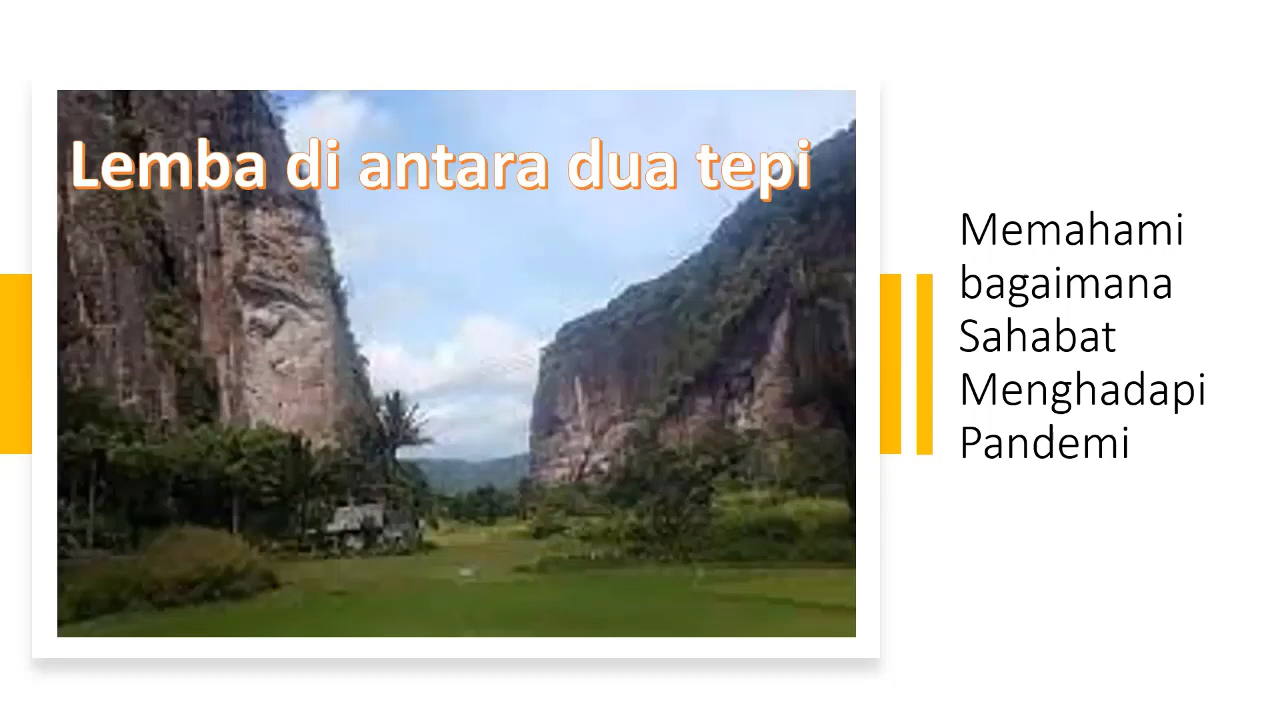 Lemba di antara dua tepi
Memahami
bagaimana
Sahabat
Menghadapi
Pandemi